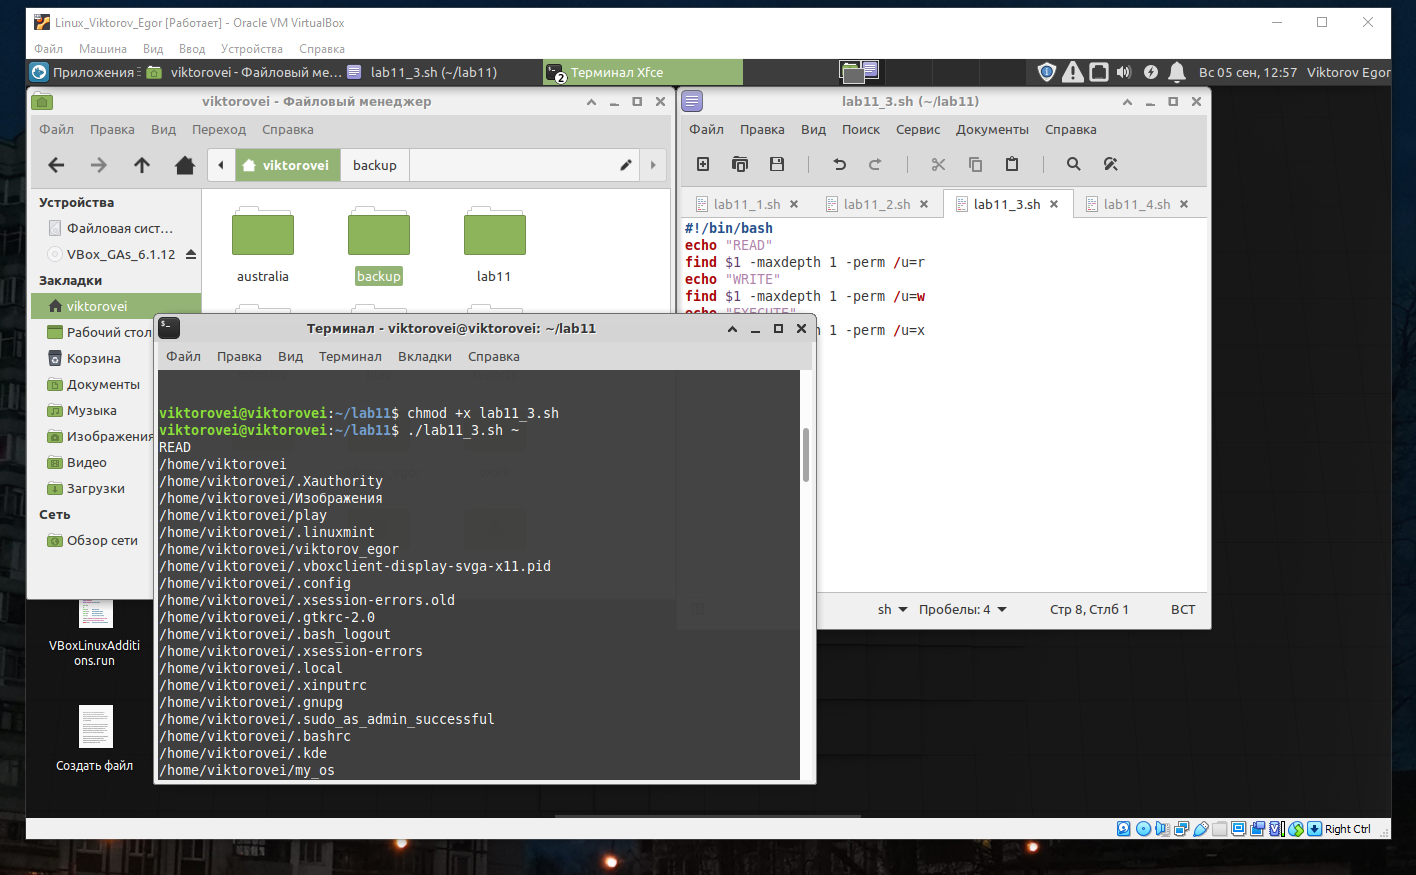 Linux_Viktorov_Egor [Работает] - Oracle VM VirtualBox
Файл Машина Вид Ввод Устройства Справка
Приложения viktorovei - Файловый ме... lab11_3.sh (~/lab11) 2 Терминал Xfce Вс 05 сен, 12:57 Viktorov Egor
viktorovei - Файловый менеджер
Файл Правка Вид Переход Справка
viktorovei backup
Устройства
Файловая сист...
VBox_GAs_6.1.12
Закладки
viktorovei
Рабочий стол
Корзина
Документы
Музыка
Изображения
Видео
Загрузки
Сеть
Обзор сети
australia backup lab11
lab11_3.sh (~/lab11)
Файл Правка Вид Поиск Сервис Документы Справка
lab11_1.sh lab11_2.sh lab11_3.sh lab11_4.sh
#!/bin/bash
echo "READ"
find $1 -maxdepth 1 -perm /u=r
echo "WRITE"
find $1 -maxdepth 1 -perm /u=w
echo "EXECUTE"
th 1 -perm /u=x
sh Пробелы: 4 Стр 8, Стлб 1 ВСТ
Терминал - viktorovei@viktorovei: ~/lab11
Файл Правка Вид Терминал Вкладки Справка
viktorovei@viktorovei:~/lab11$ chmod +x lab11_3.sh
viktorovei@viktorovei:~/lab11$ ./lab11_3.sh ~
READ
/home/viktorovei
/home/viktorovei/.Xauthority
/home/viktorovei/Изображения
/home/viktorovei/play
/home/viktorovei/.linuxmint
/home/viktorovei/viktorov_egor
/home/viktorovei/.vboxclient-display-svga-x11.pid
/home/viktorovei/.config
/home/viktorovei/.xsession-errors.old
/home/viktorovei/.gtkrc-2.0
/home/viktorovei/.bash_logout
/home/viktorovei/.xsession-errors
/home/viktorovei/.local
/home/viktorovei/.xinputrc
/home/viktorovei/.gnupg
/home/viktorovei/.sudo_as_admin_successful
/home/viktorovei/.bashrc
/home/viktorovei/.kde
/home/viktorovei/my_os
VBoxLinuxAdditi
ons.run
Создать файл
Right Ctrl